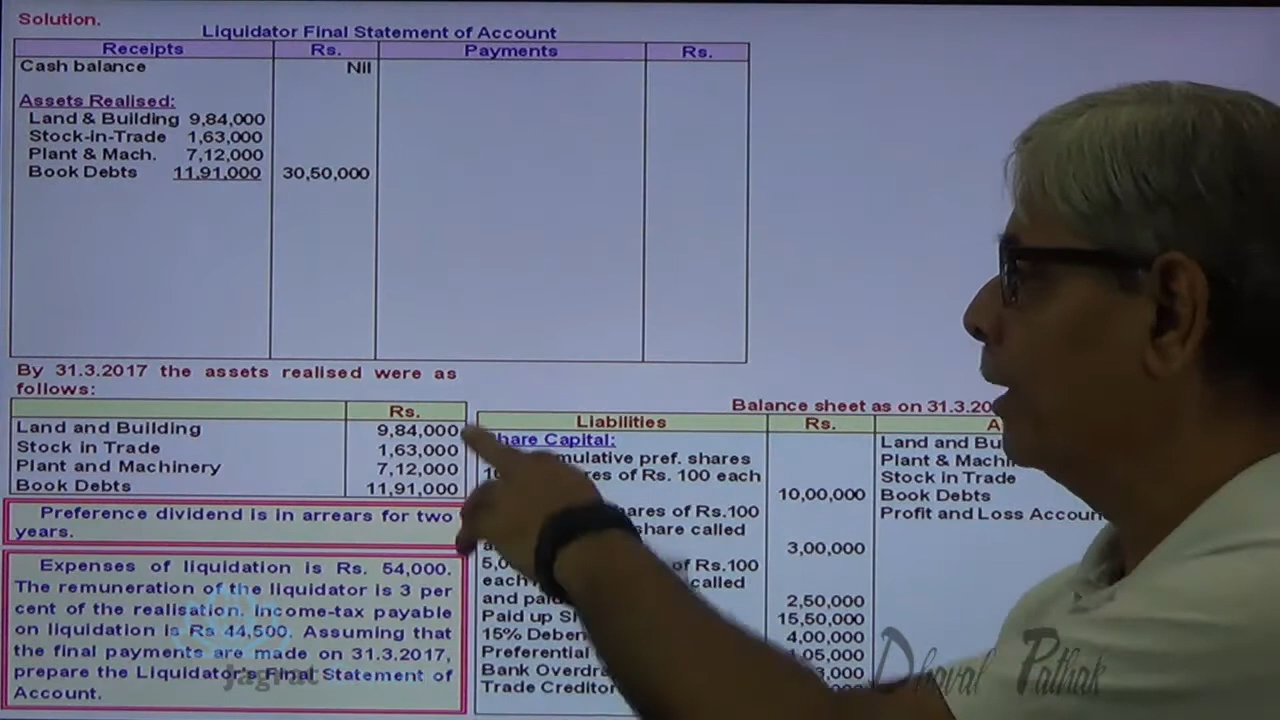 Solution.
Liquidator Final Statement of Account
Receipts Rs. Payments Rs.
Cash balance Nil
Assets Realised:
Land & Building 9,84,000
Stock-in-Trade 1,63,000
Plant & Mach. 7,12,000
Book Debts 11,91,000 30,50,000
By 31.3.2017 the assets realised were as
follows:
Rs.
Land and Building 9,84,000
Stock in Trade 1,63,000
Plant and Machinery 7,12,000
Book Debts 11,91,000
Preference dividend is in arrears for two
years.
Expenses of liquidation is Rs. 54,000.
The remuneration of the liquidator is 3 per
cent of the realisation. Income-tax payable
on liquidation is Rs 44,500. Assuming that
the final payments are made on 31.3.2017,
prepare the Liquidator's Final Statement of
Account.
Balance sheet as on 31.3.20
Liabilities Rs. A
Share Capital:
mulative pref. shares
res of Rs. 100 each
10,00,000
ares of Rs.100
share called
3,00,000
of Rs.100
each called
and paid
2,50,000
Paid up S 15,50,000
15% Deben 4,00,000
Preferential 1,05,000
Bank Overdr 3,000
Trade Creditor
Land and Bu
Plant & Machi
Stock in Trade
Book Debts
Profit and Loss Accoun
Jagrat
Dhaval Pathak